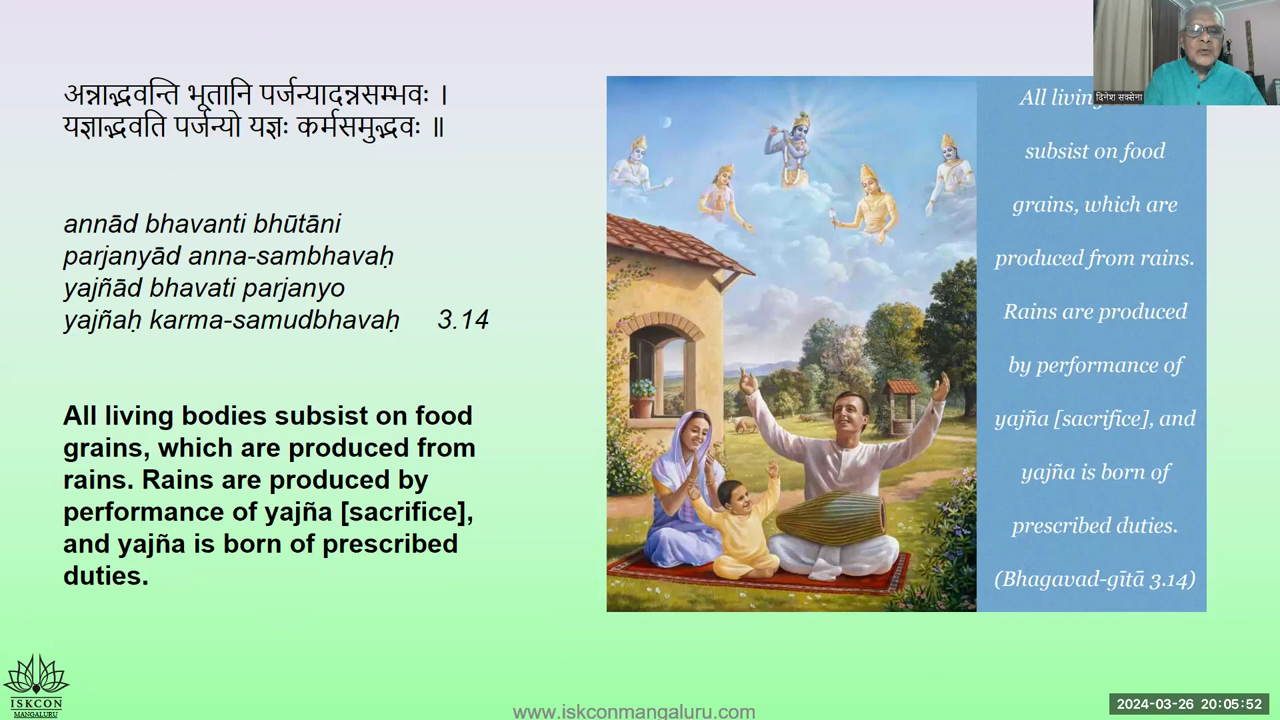 अन्नाद्भवन्ति भूतानि पर्जन्यादन्नसम्भवः ।
यज्ञाद्भवति पर्जन्यो यज्ञः कर्मसमुद्भवः ॥
annād bhavanti bhūtāni
parjanyād anna-sambhavaḥ
yajñād bhavati parjanyo
yajñaḥ karma-samudbhavaḥ 3.14
All living bodies subsist on food
grains, which are produced from
rains. Rains are produced by
performance of yajña [sacrifice],
and yajña is born of prescribed
duties.
All living
subsist on food
grains, which are
produced from rains.
Rains are produced
by performance of
yajña [sacrifice], and
yajña is born of
prescribed duties.
(Bhagavad-gītā 3.14)
दिनेश सक्सेना
ISKCON
MANGALURU
www.iskconmangaluru.com
2024-03-26 20:05:52